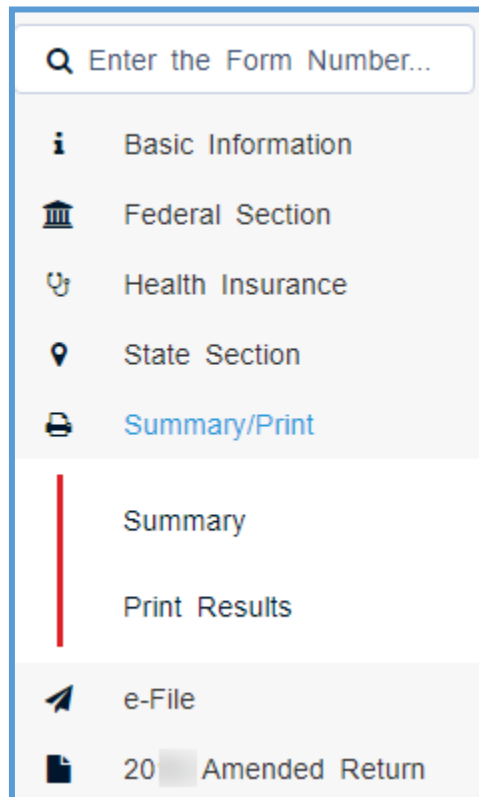 Enter the Form Number...
Basic Information
Federal Section
Health Insurance
State Section
Summary/Print
Summary
Print Results
e-File
Amended Return